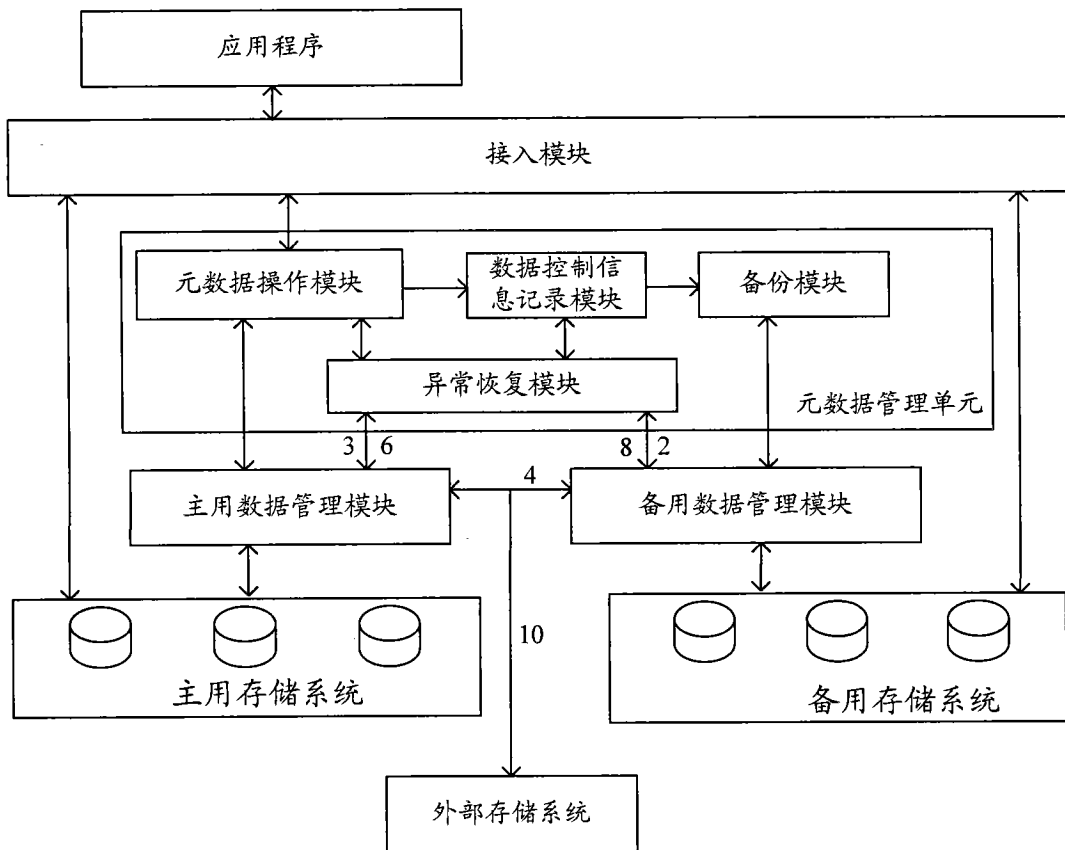 应用程序
接入模块
元数据操作模块
数据控制信
息记录模块
备份模块
异常恢复模块
元数据管理单元
3 6
8 2
4
主用数据管理模块
备用数据管理模块
10
主用存储系统
备用存储系统
外部存储系统